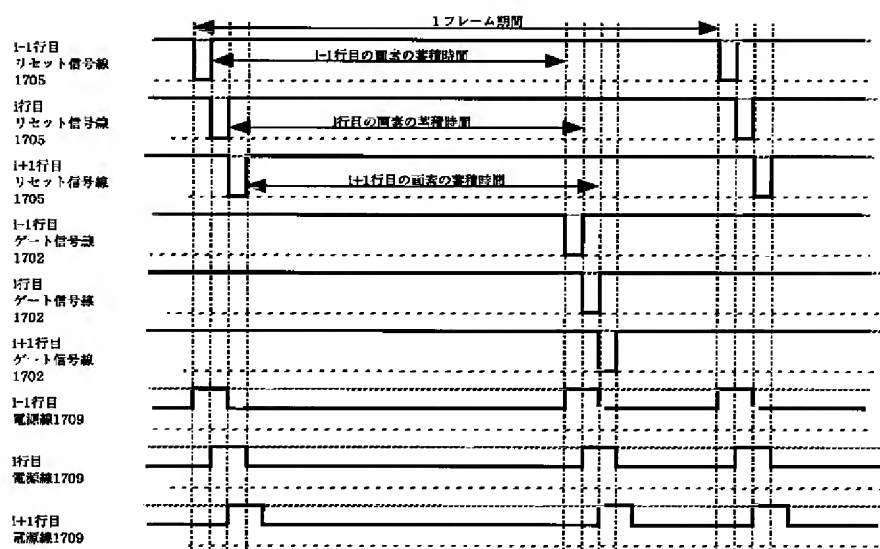 1フレーム期間
i-1行目
リセット信号線
1705
i-1行目の画素の蓄積時間
i行目
リセット信号線
1705
i行目の画素の蓄積時間
i+1行目
リセット信号線
1705
i+1行目の画素の蓄積時間
i-1行目
ゲート信号線
1702
i行目
ゲート信号線
1702
i+1行目
ゲート信号線
1702
i-1行目
電源線1709
i行目
電源線1709
i+1行目
電源線1709